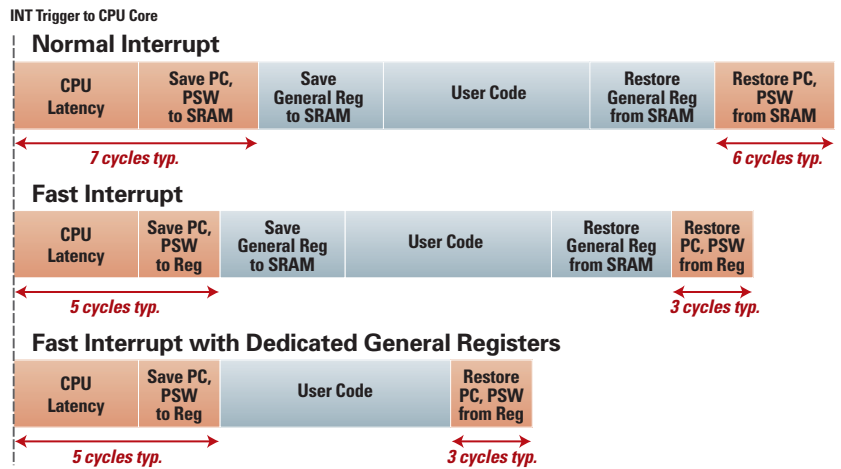 INT Trigger to CPU Core
Normal Interrupt
CPU
Latency
Save PC,
PSW
to SRAM
Save
General Reg
to SRAM
User Code
Restore
General Reg
from SRAM
Restore PC,
PSW
from SRAM
7 cycles typ.
6 cycles typ.
Fast Interrupt
CPU
Latency
Save PC,
PSW
to Reg
Save
General Reg
to SRAM
User Code
Restore
General Reg
from SRAM
Restore
PC, PSW
from Reg
5 cycles typ.
3 cycles typ.
Fast Interrupt with Dedicated General Registers
CPU
Latency
Save PC,
PSW
to Reg
User Code
Restore
PC, PSW
from Reg
5 cycles typ.
3 cycles typ.